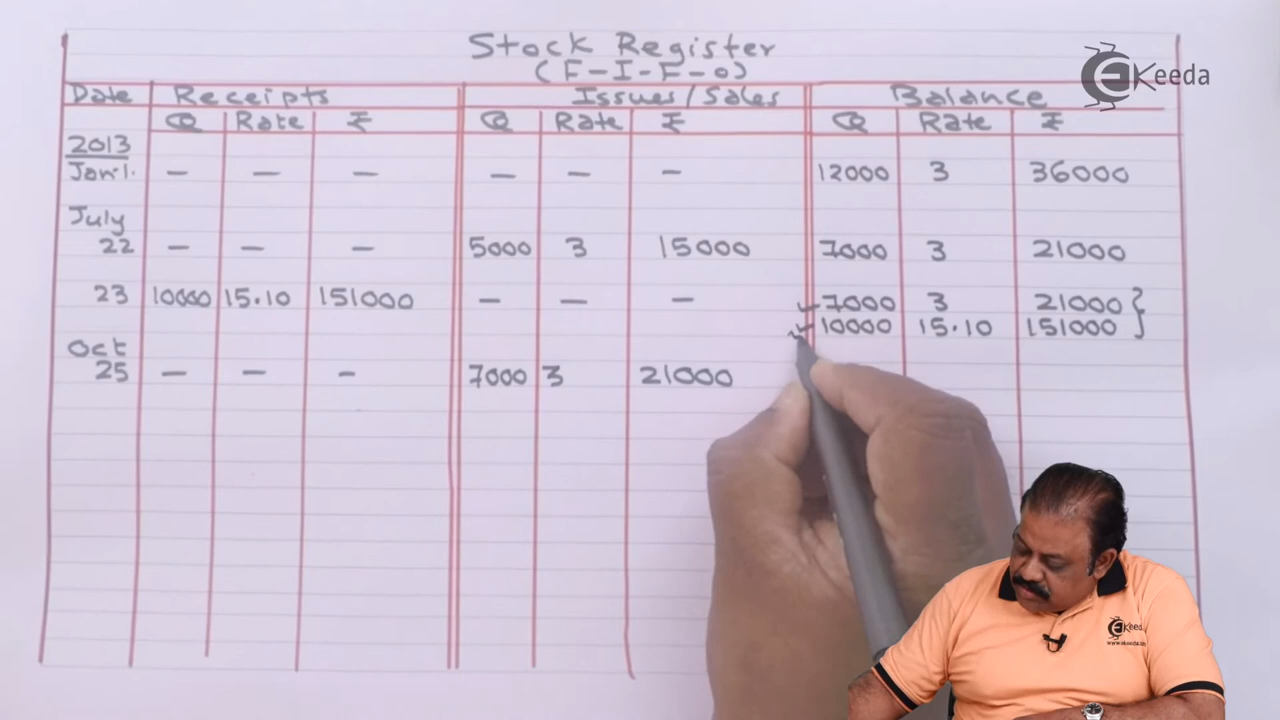 Stock Register
(F-I-F-O)
Ekeeda
Date Receipts Issues/Sales Balance
Q Rate ₹ Q Rate ₹ Q Rate ₹
2013
Jan·1· — — — — — — 12000 3 36000
July
22 — — — 5000 3 15000 7000 3 21000
23 10000 15.10 151000 — — — 7000 3 21000
10000 15.10 151000
Oct
25 — — — 7000 3 21000
Ekeeda